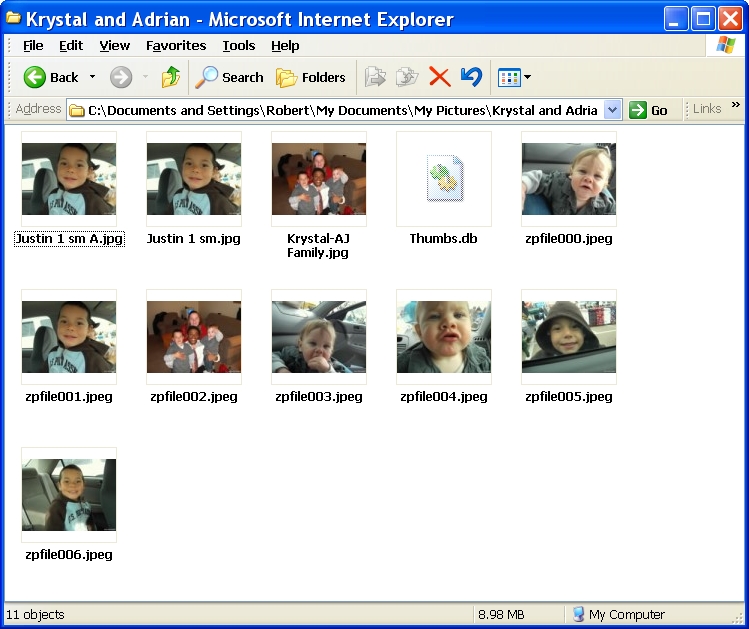 Krystal and Adrian - Microsoft Internet Explorer
File Edit View Favorites Tools Help
Back Search Folders
Address C:\Documents and Settings\Robert\My Documents\My Pictures\Krystal and Adria Go Links »
Justin 1 sm A.jpg Justin 1 sm.jpg Krystal-AJ Thumbs.db zpfile000.jpeg
Family.jpg
zpfile001.jpeg zpfile002.jpeg zpfile003.jpeg zpfile004.jpeg zpfile005.jpeg
zpfile006.jpeg
11 objects 8.98 MB My Computer